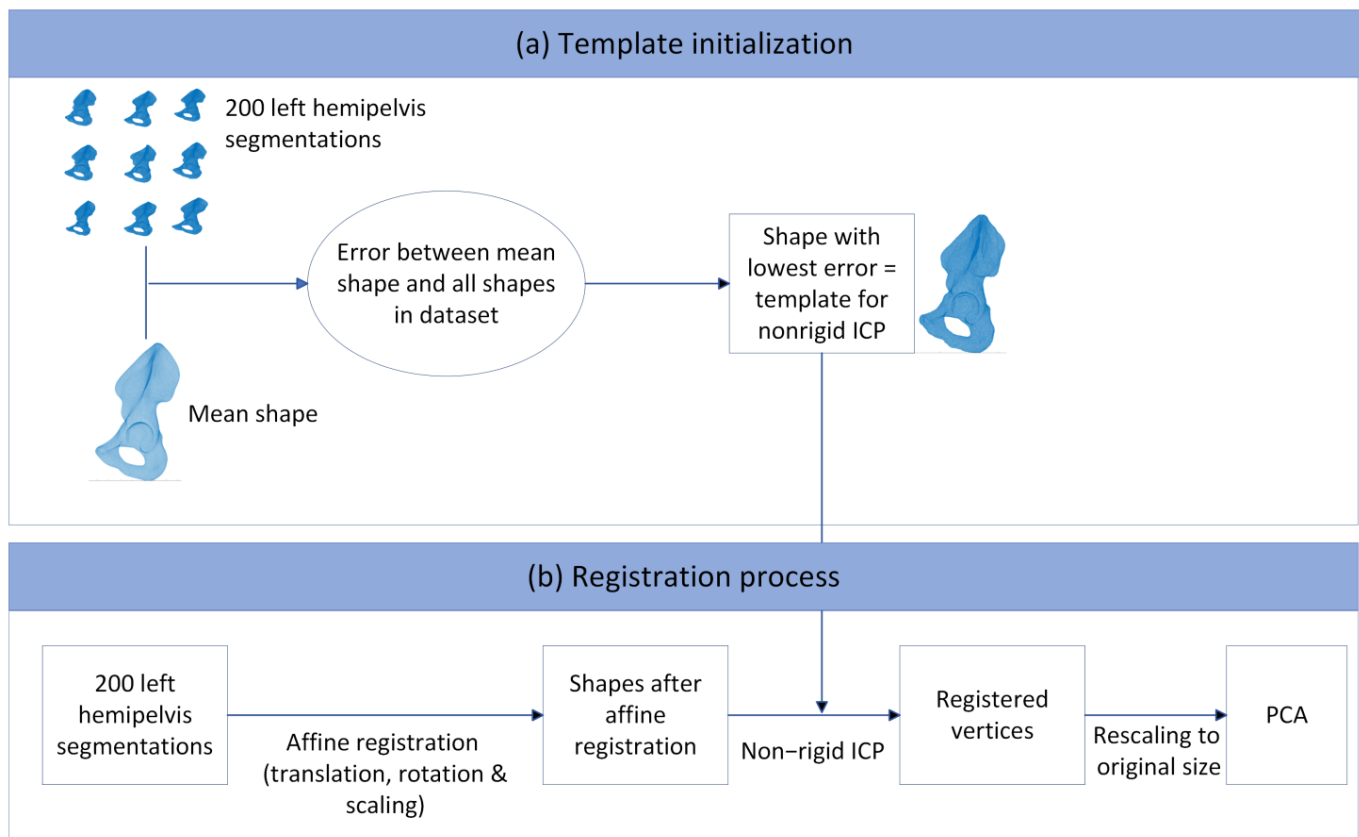 (a) Template initialization
200 left hemipelvis
segmentations
Error between mean
shape and all shapes
in dataset
Shape with
lowest error =
template for
nonrigid ICP
Mean shape
(b) Registration process
200 left
hemipelvis
segmentations
Affine registration
(translation, rotation &
scaling)
Shapes after
affine
registration
Non−rigid ICP
Registered
vertices
Rescaling to
original size
PCA